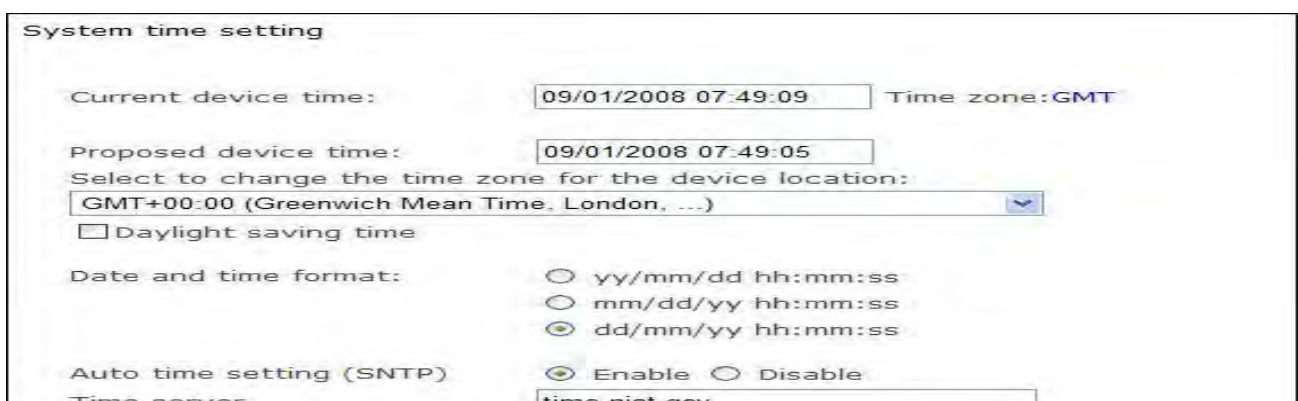 System time setting
Current device time: 09/01/2008 07:49:09 Time zone:GMT
Proposed device time: 09/01/2008 07:49:05
Select to change the time zone for the device location:
GMT+00:00 (Greenwich Mean Time, London, ...)
Daylight saving time
Date and time format: yy/mm/dd hh:mm:ss
mm/dd/yy hh:mm:ss
dd/mm/yy hh:mm:ss
Auto time setting (SNTP) Enable Disable
Time server